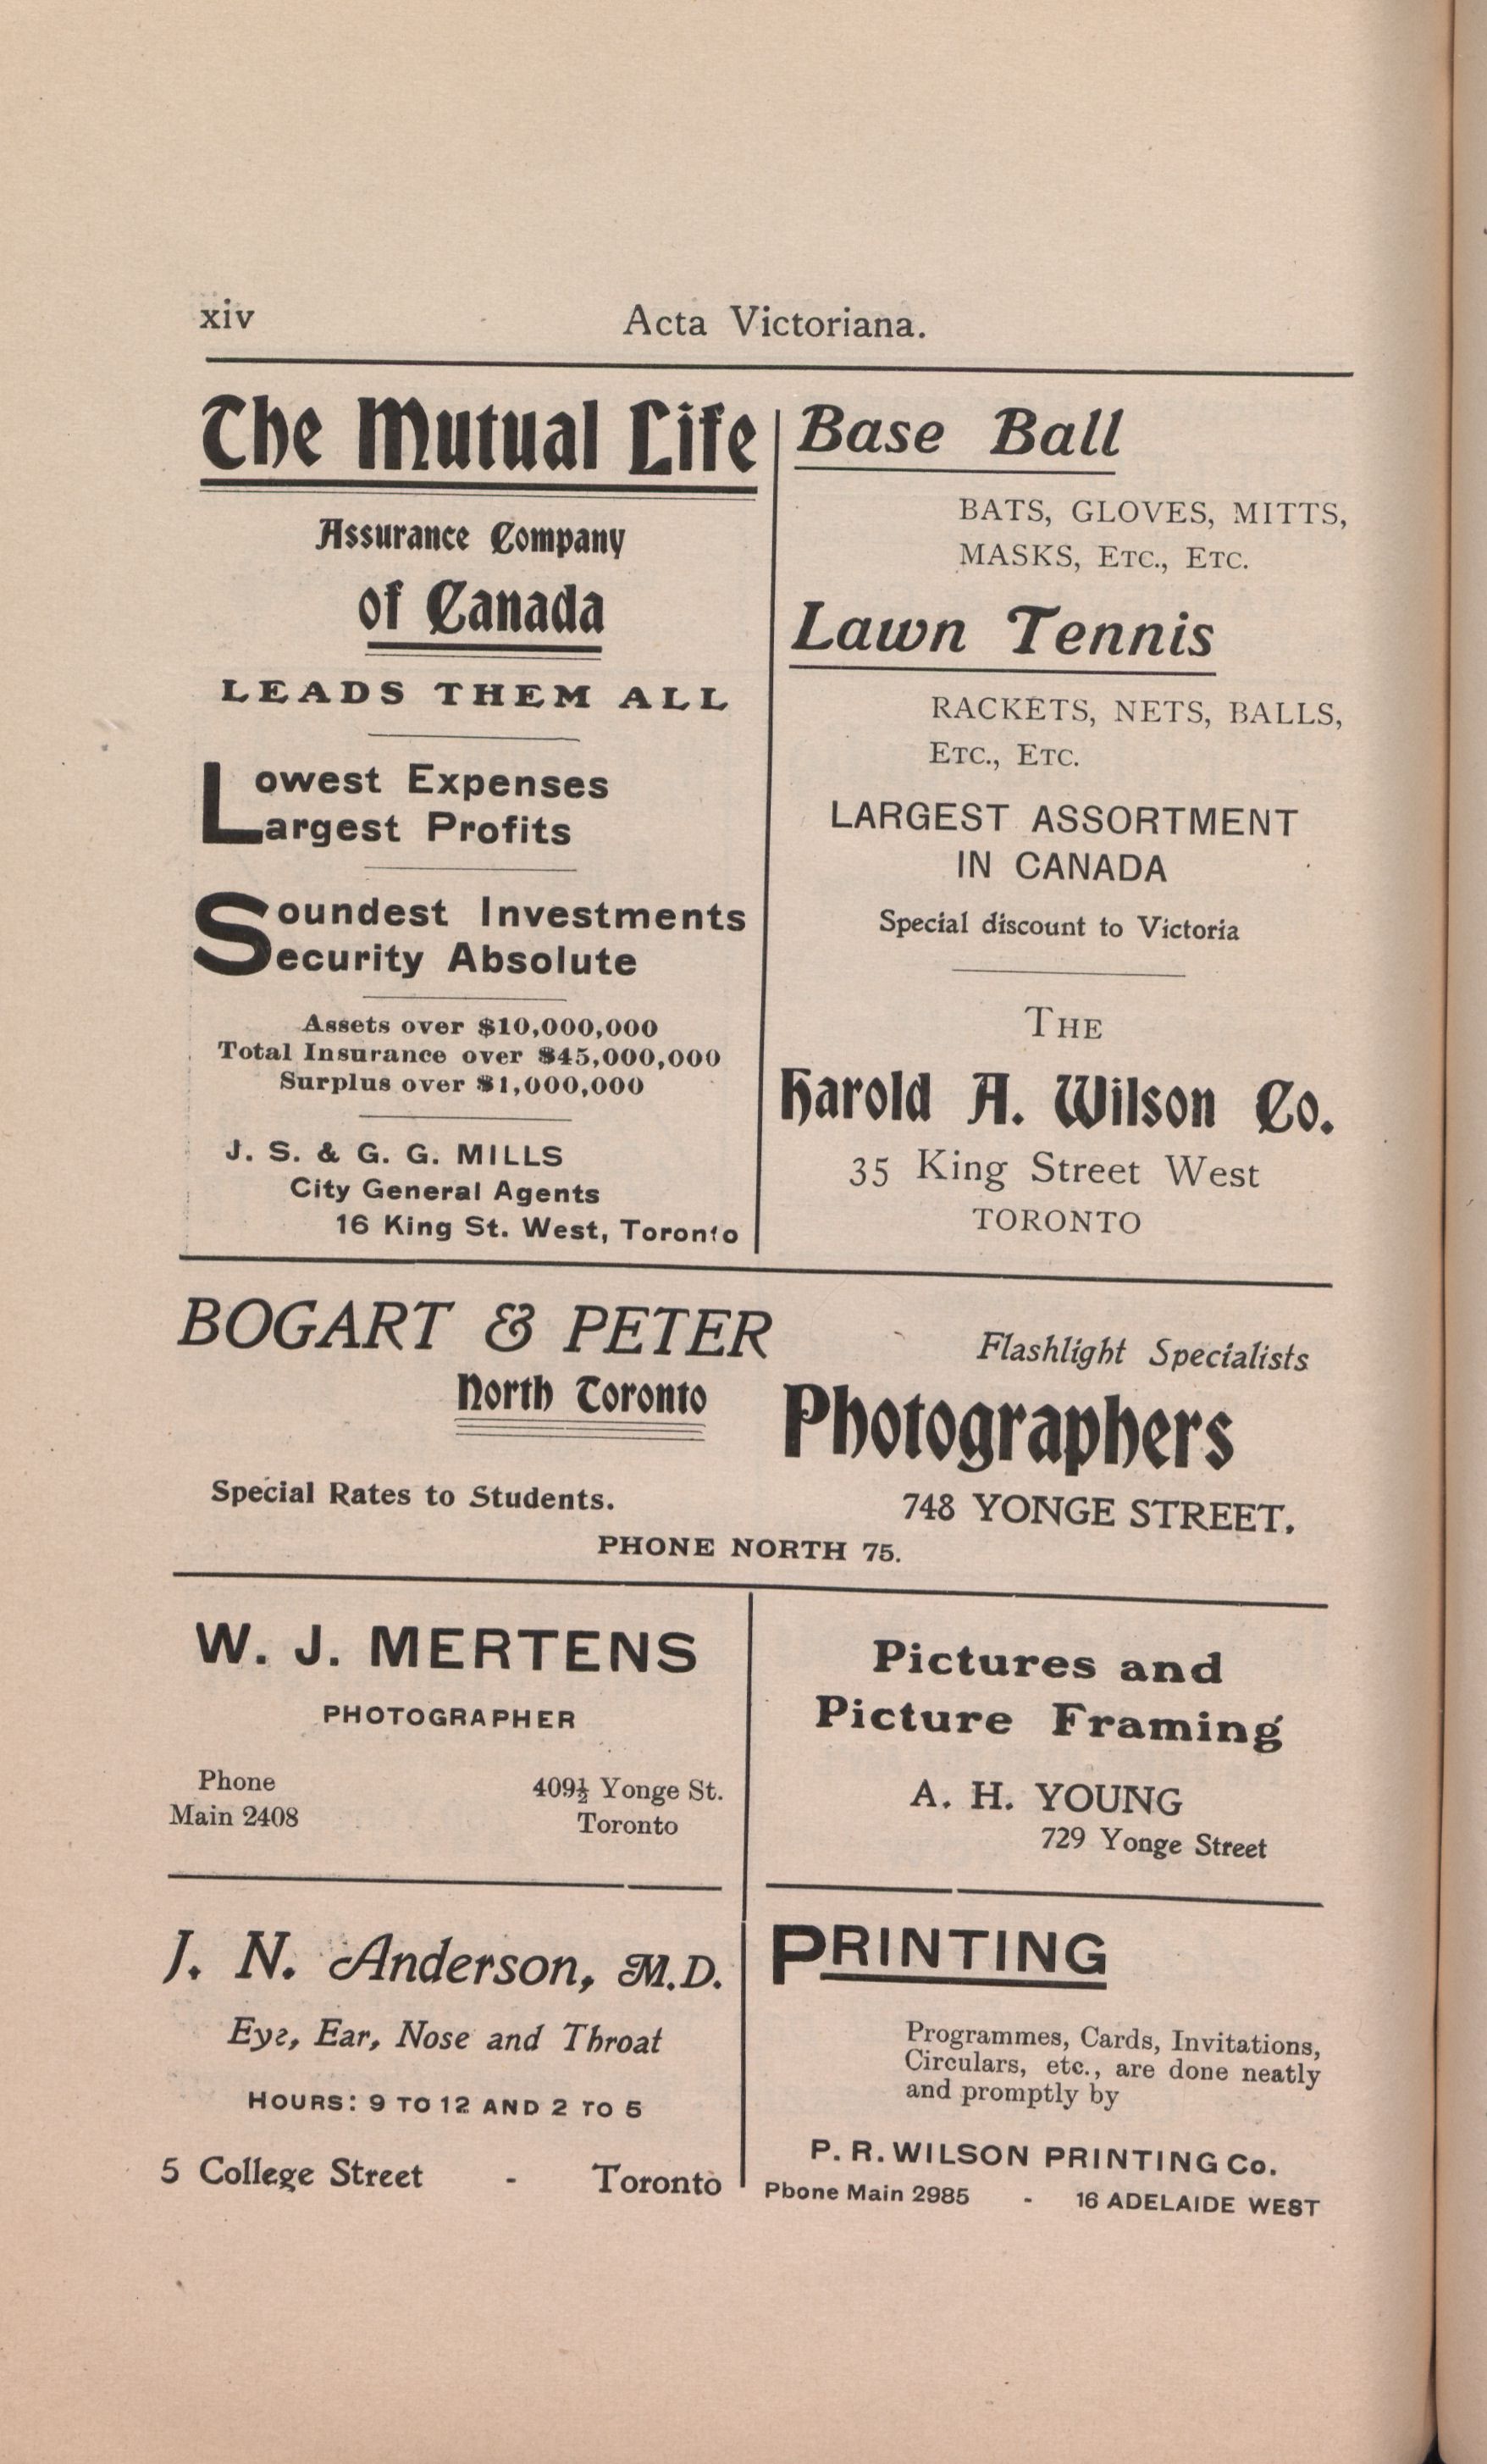 xiv
Acta Victoriana.
The Mutual Life
Assurance Company
of Canada
LEADS THEM ALL
Lowest Expenses
Largest Profits
Soundest Investments
Security Absolute
Assets over $10,000,000
Total Insurance over $45,000,000
Surplus over $1,000,000
J. S. & G. G. MILLS
City General Agents
16 King St. West, Toronto
Base Ball
BATS, GLOVES, MITTS,
MASKS, ETC., ETC.
Lawn Tennis
RACKETS, NETS, BALLS,
ETC., ETC.
LARGEST ASSORTMENT
IN CANADA
Special discount to Victoria
THE
Harold A. Wilson Co.
35 King Street West
TORONTO
BOGART & PETER
North Toronto
Special Rates to Students.
Flashlight Specialists
Photographers
748 YONGE STREET.
PHONE NORTH 75.
W. J. MERTENS
PHOTOGRAPHER
Phone
Main 2408
409½ Yonge St.
Toronto
Pictures and
Picture Framing
A. H. YOUNG
729 Yonge Street
J. N. Anderson, M.D.
Eye, Ear, Nose and Throat
HOURS: 9 TO 12 AND 2 TO 5
5 College Street - Toronto
PRINTING
Programmes, Cards, Invitations,
Circulars, etc., are done neatly
and promptly by
P. R. WILSON PRINTING Co.
Phone Main 2985 - 16 ADELAIDE WEST